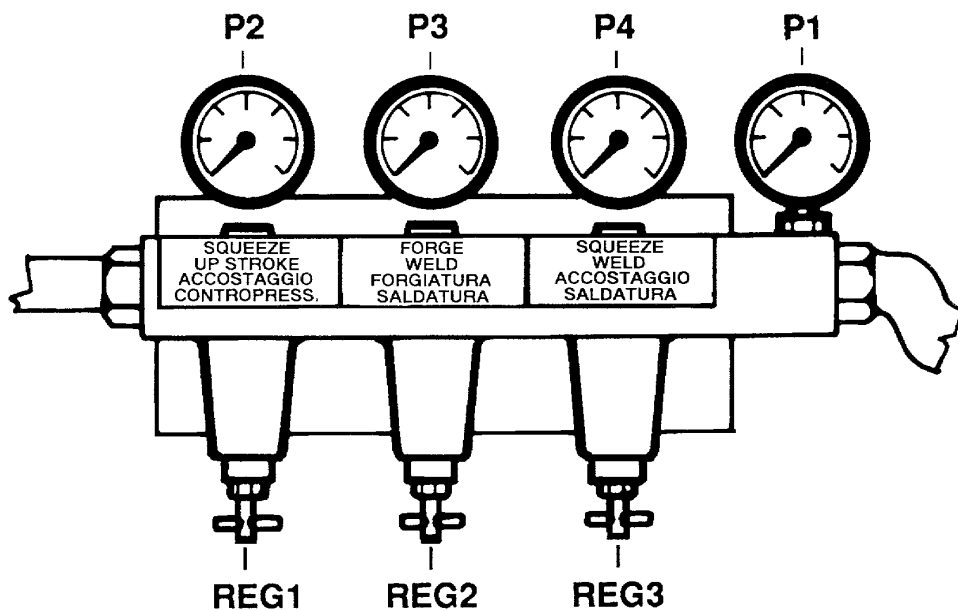 P2 P3 P4 P1
SQUEEZE
UP STROKE
ACCOSTAGGIO
CONTROPRESS.
FORGE
WELD
FORGIATURA
SALDATURA
SQUEEZE
WELD
ACCOSTAGGIO
SALDATURA
REG1 REG2 REG3